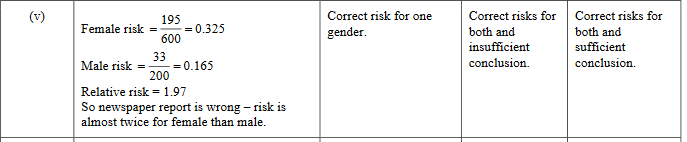 (v)
Female risk = 195/600 = 0.325
Male risk = 33/200 = 0.165
Relative risk = 1.97
So newspaper report is wrong – risk is
almost twice for female than male.
Correct risk for one
gender.
Correct risks for
both and
insufficient
conclusion.
Correct risks for
both and
sufficient
conclusion.